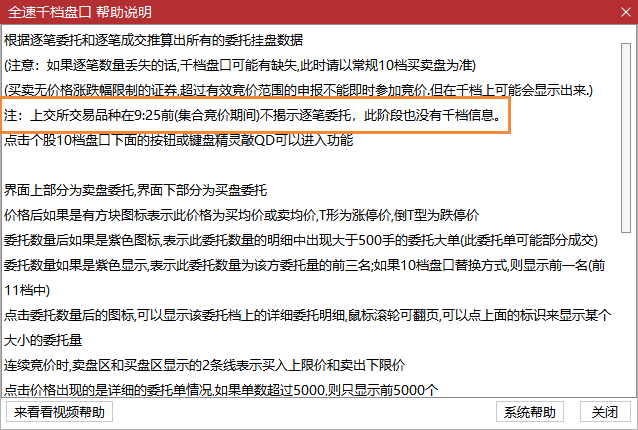 全速千档盘口 帮助说明
根据逐笔委托和逐笔成交推算出所有的委托挂盘数据
(注意：如果逐笔数量丢失的话,千档盘口可能有缺失,此时请以常规10档买卖盘为准)
(买卖无价格涨跌幅限制的证券,超过有效竞价范围的申报不能即时参加竞价,但在千档上可能会显示出来.)
注：上交所交易品种在9:25前(集合竞价期间)不揭示逐笔委托，此阶段也没有千档信息。
点击个股10档盘口下面的按钮或键盘精灵敲QD可以进入功能
界面上部分为卖盘委托,界面下部分为买盘委托
价格后如果是有方块图标表示此价格为买均价或卖均价,T形为涨停价,倒T型为跌停价
委托数量后如果是紫色图标,表示此委托数量的明细中出现大于500手的委托大单(此委托单可能部分成交)
委托数量如果是紫色显示,表示此委托数量为该方委托量的前三名;如果10档盘口替换方式,则显示前一名(前
11档中)
点击委托数量后的图标,可以显示该委托档上的详细委托明细,鼠标滚轮可翻页,可以点上面的标识来显示某个
大小的委托量
连续竞价时,卖盘区和买盘区显示的2条线表示买入上限价和卖出下限价
点击价格出现的是详细的委托单情况,如果单数超过5000,则只显示前5000个
来看看视频帮助
系统帮助
关闭